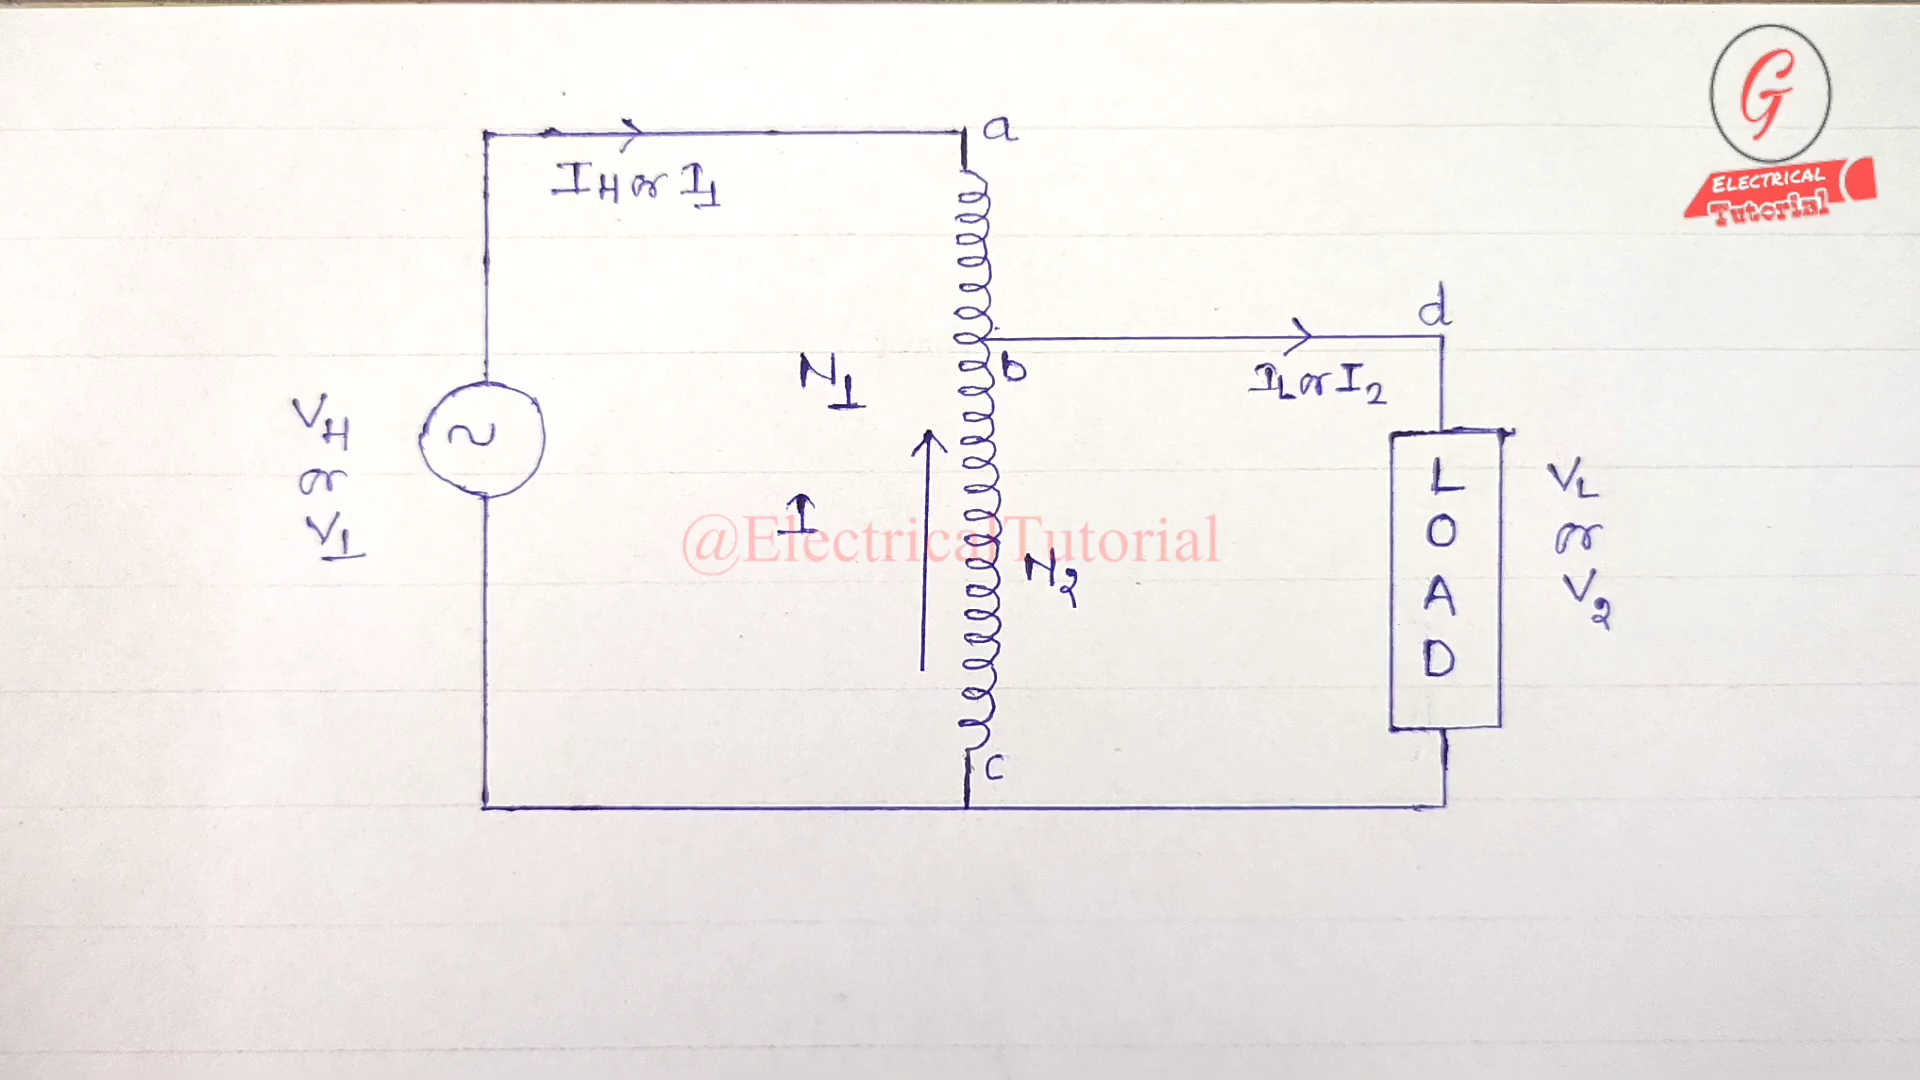 G
ELECTRICAL
Tutorial
a
IH or I1
d
b
N1
IL or I2
VH
or
V1
L
O
A
D
VL
or
V2
I
@ElectricalTutorial
N2
c